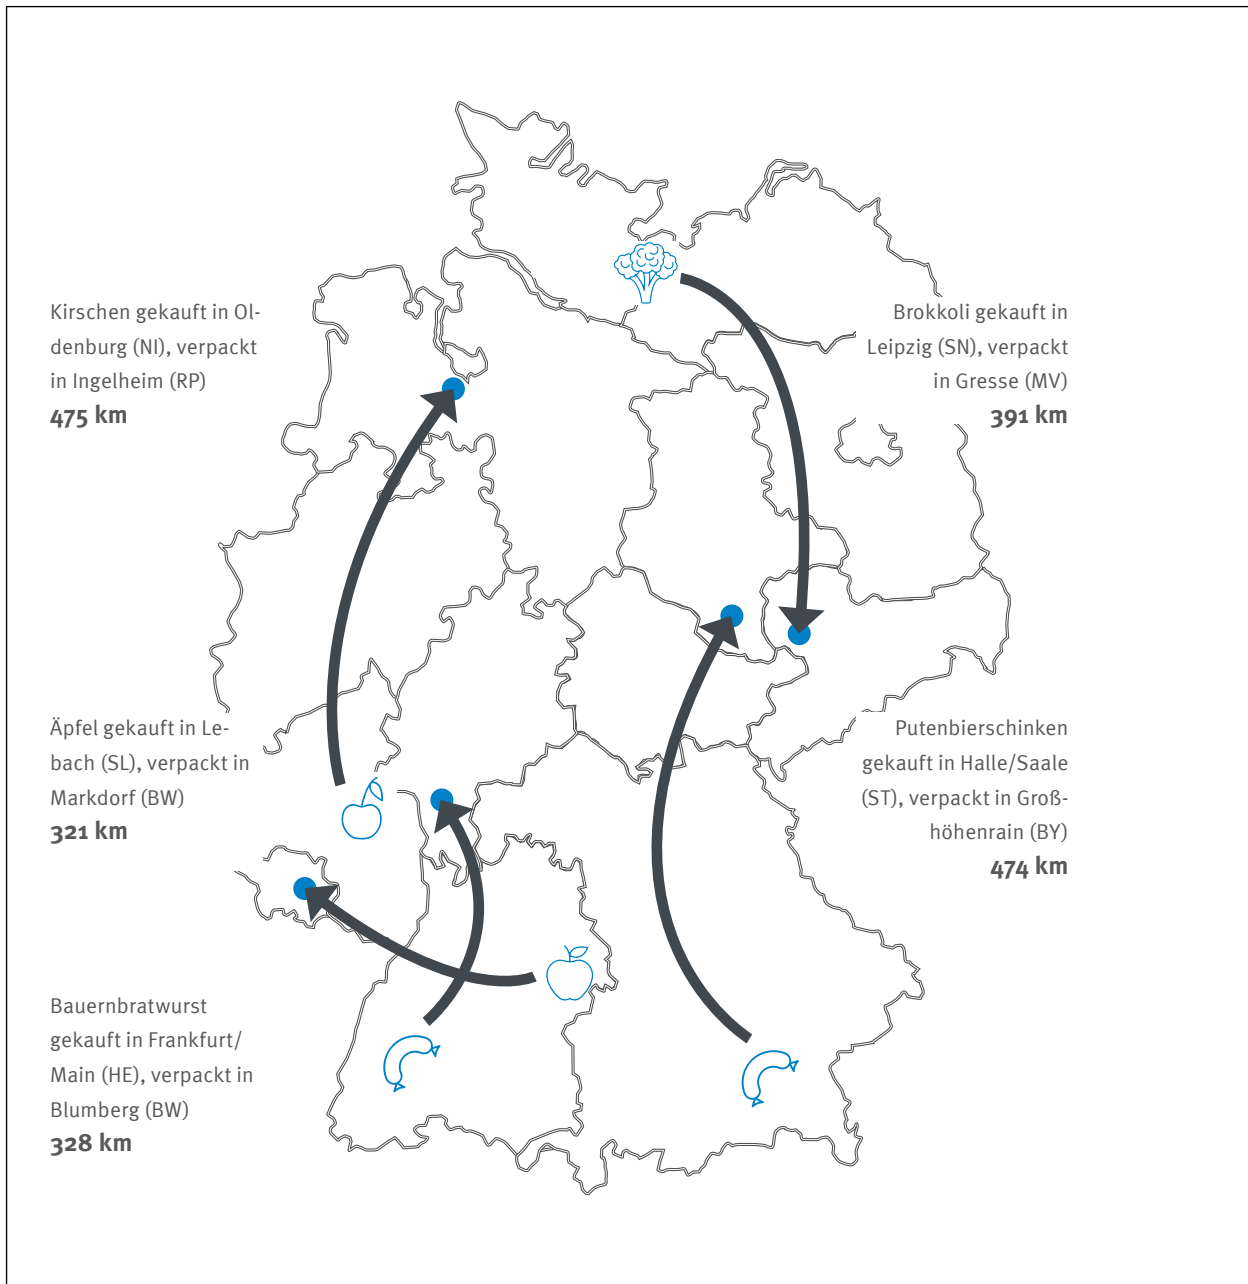 Kirschen gekauft in Ol-
denburg (NI), verpackt
in Ingelheim (RP)
475 km
Brokkoli gekauft in
Leipzig (SN), verpackt
in Gresse (MV)
391 km
Äpfel gekauft in Le-
bach (SL), verpackt in
Markdorf (BW)
321 km
Putenbierschinken
gekauft in Halle/Saale
(ST), verpackt in Groß-
höhenrain (BY)
474 km
Bauernbratwurst
gekauft in Frankfurt/
Main (HE), verpackt in
Blumberg (BW)
328 km